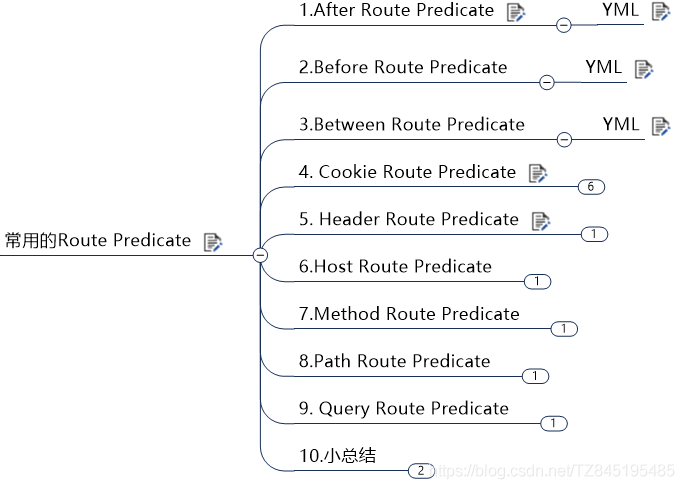 1.After Route Predicate
YML
2.Before Route Predicate
YML
3.Between Route Predicate
YML
4. Cookie Route Predicate
6
常用的Route Predicate
5. Header Route Predicate
1
6.Host Route Predicate
1
7.Method Route Predicate
1
8.Path Route Predicate
1
9. Query Route Predicate
1
10.小总结
2
https://blog.csdn.net/TZ845195485